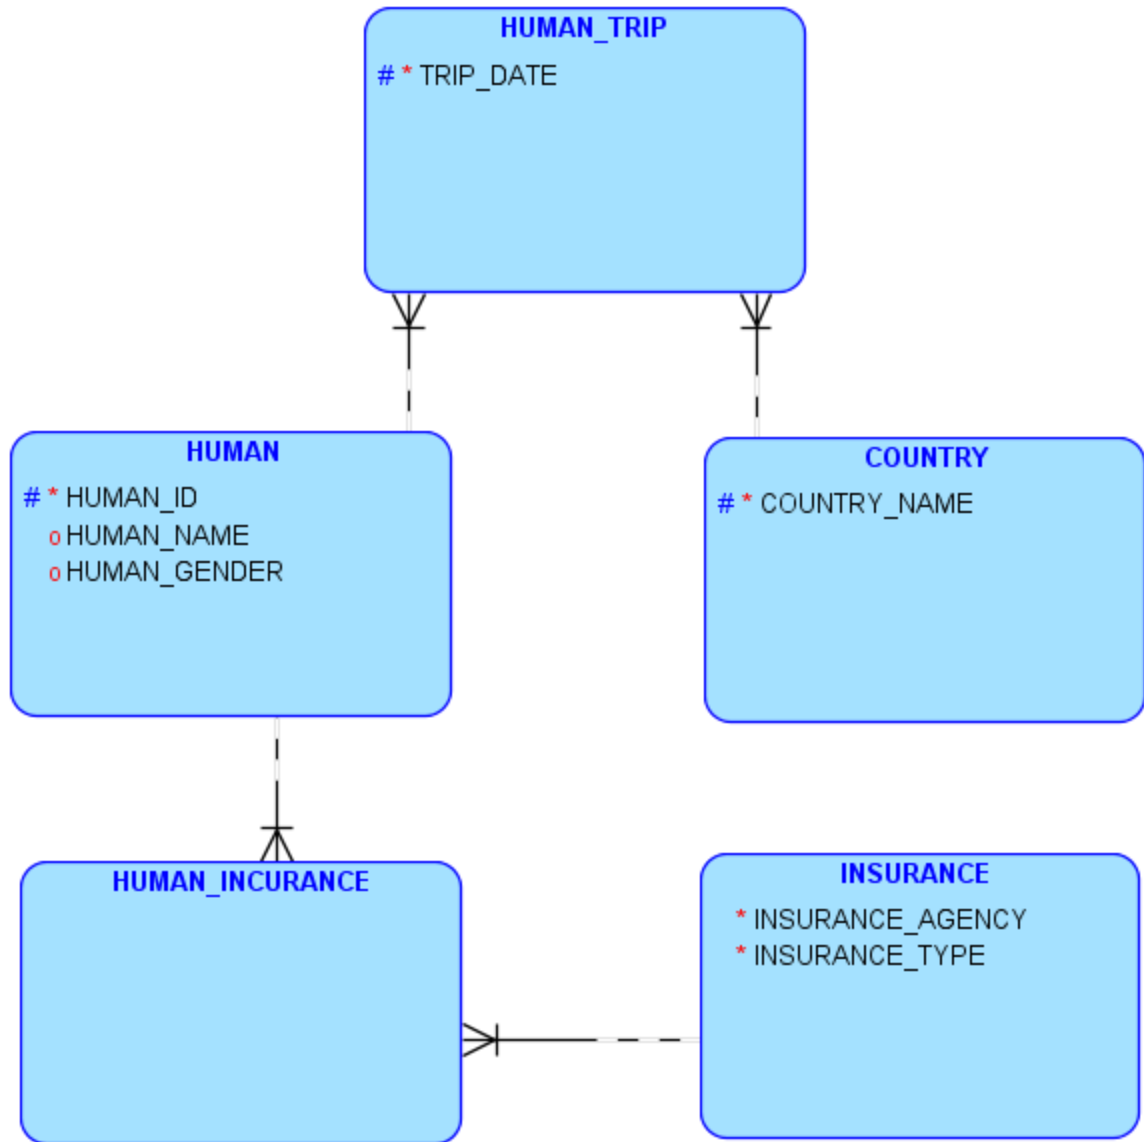 HUMAN_TRIP
# * TRIP_DATE
HUMAN
# * HUMAN_ID
o HUMAN_NAME
o HUMAN_GENDER
COUNTRY
# * COUNTRY_NAME
HUMAN_INCURANCE
INSURANCE
* INSURANCE_AGENCY
* INSURANCE_TYPE